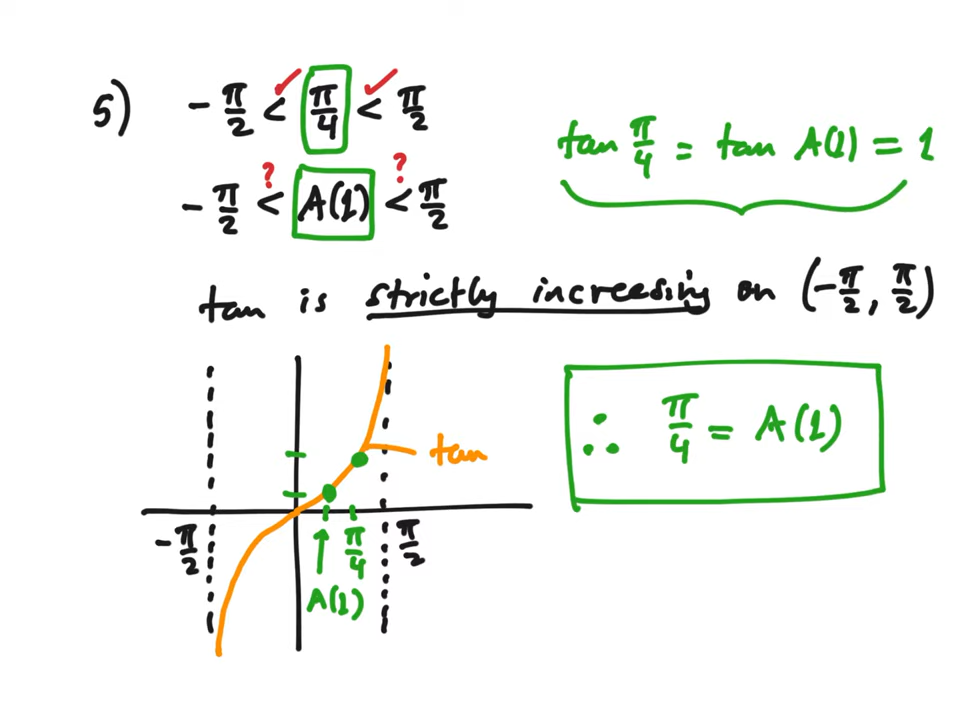 5) -π/2 < π/4 < π/2
tan π/4 = tan A(1) = 1
? ?
-π/2 < A(1) < π/2
tan is strictly increasing on (-π/2, π/2)
∴ π/4 = A(1)
tan
-π/2 π/4 π/2
A(1)